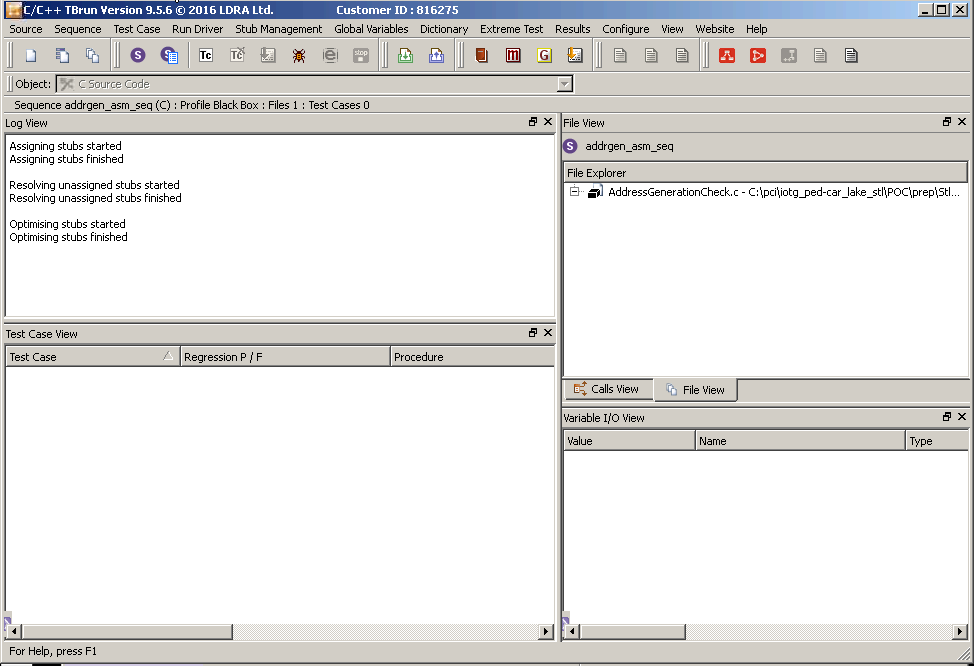 C/C++ TBrun Version 9.5.6 © 2016 LDRA Ltd. Customer ID : 816275
Source Sequence Test Case Run Driver Stub Management Global Variables Dictionary Extreme Test Results Configure View Website Help
S S Tc TC stop m G
Object: C Source Code
Sequence addrgen_asm_seq (C) : Profile Black Box : Files 1 : Test Cases 0
Log View
Assigning stubs started
Assigning stubs finished
Resolving unassigned stubs started
Resolving unassigned stubs finished
Optimising stubs started
Optimising stubs finished
Test Case View
Test Case Regression P / F Procedure
File View
S addrgen_asm_seq
File Explorer
AddressGenerationCheck.c - C:\pci\iotg_ped-car_lake_stl\POC\prep\Stl...
Calls View File View
Variable I/O View
Value Name Type
For Help, press F1